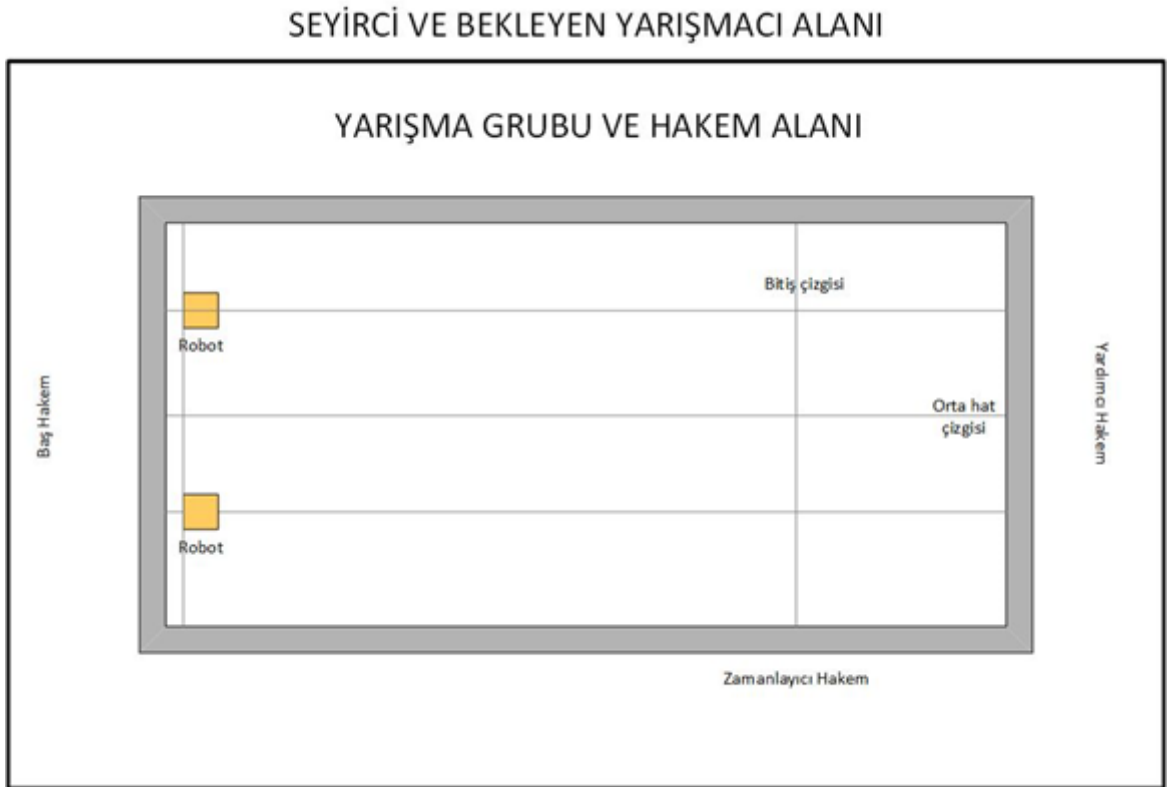 SEYİRCİ VE BEKLEYEN YARIŞMACI ALANI
YARIŞMA GRUBU VE HAKEM ALANI
Bitiş çizgisi
Robot
Baş Hakem
Yardımcı Hakem
Orta hat
çizgisi
Robot
Zamanlayıcı Hakem